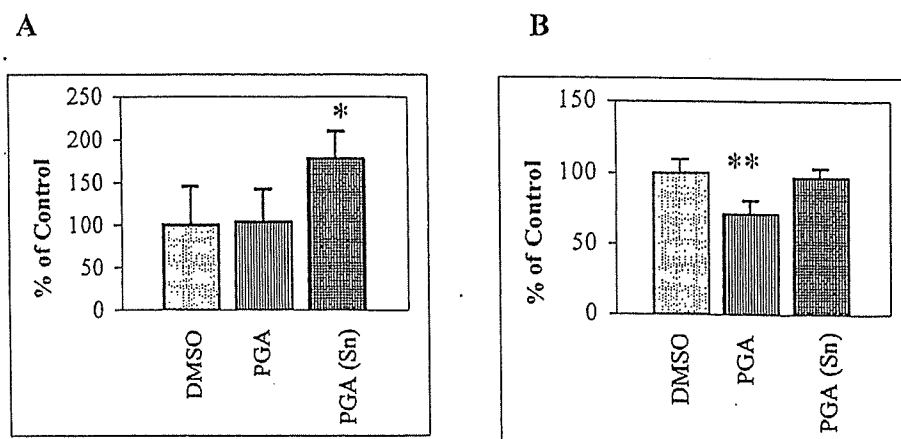 A
% of Control
250
200
150
100
50
0
*
DMSO
PGA
PGA (Sn)
B
% of Control
150
100
50
0
**
DMSO
PGA
PGA (Sn)